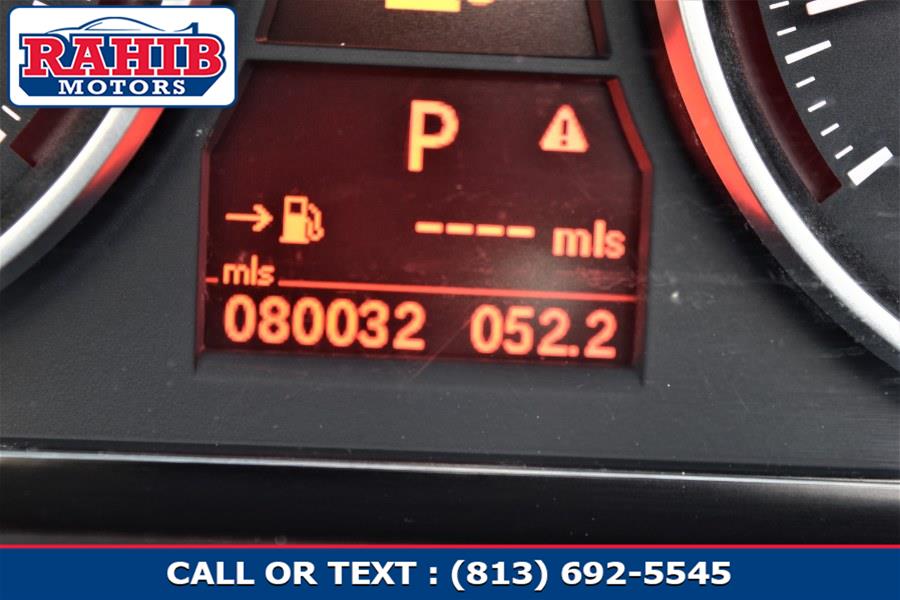 RAHIB
MOTORS
P
---- mls
mls
080032 052.2
CALL OR TEXT : (813) 692-5545